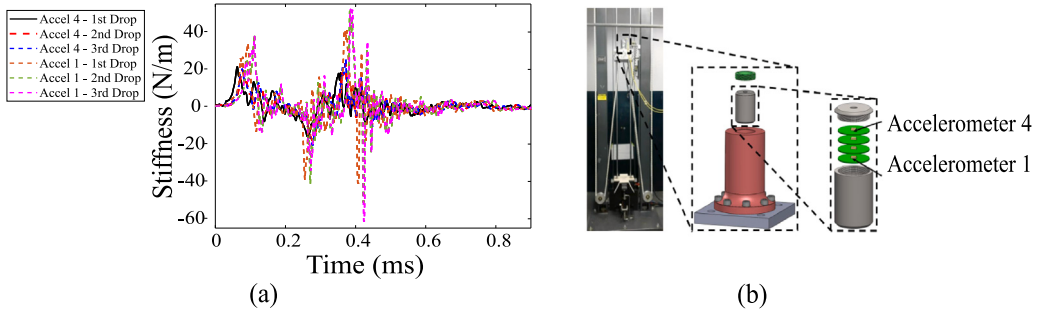 Accel 4 - 1st Drop
Accel 4 - 2nd Drop
Accel 4 - 3rd Drop
Accel 1 - 1st Drop
Accel 1 - 2nd Drop
Accel 1 - 3rd Drop
Stiffness (N/m)
40-
20-
0-
-20-
-40-
-60-
0 0.2 0.4 0.6 0.8
Time (ms)
(a)
Accelerometer 4
Accelerometer 1
(b)